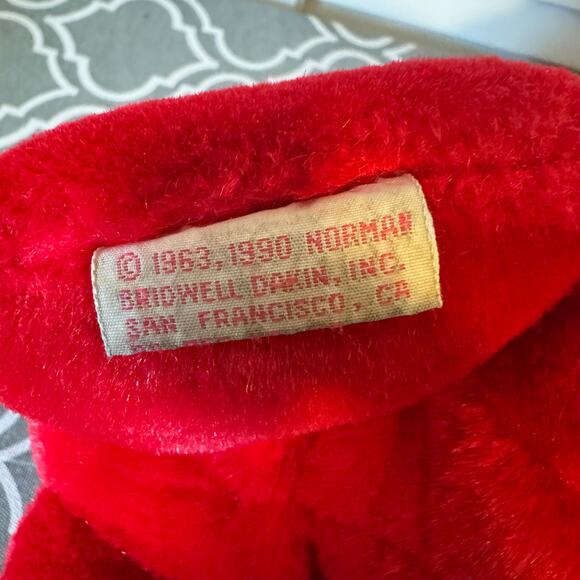 © 1963, 1990 NORMAN
BRIDWELL DAKIN, INC.
SAN FRANCISCO, CA